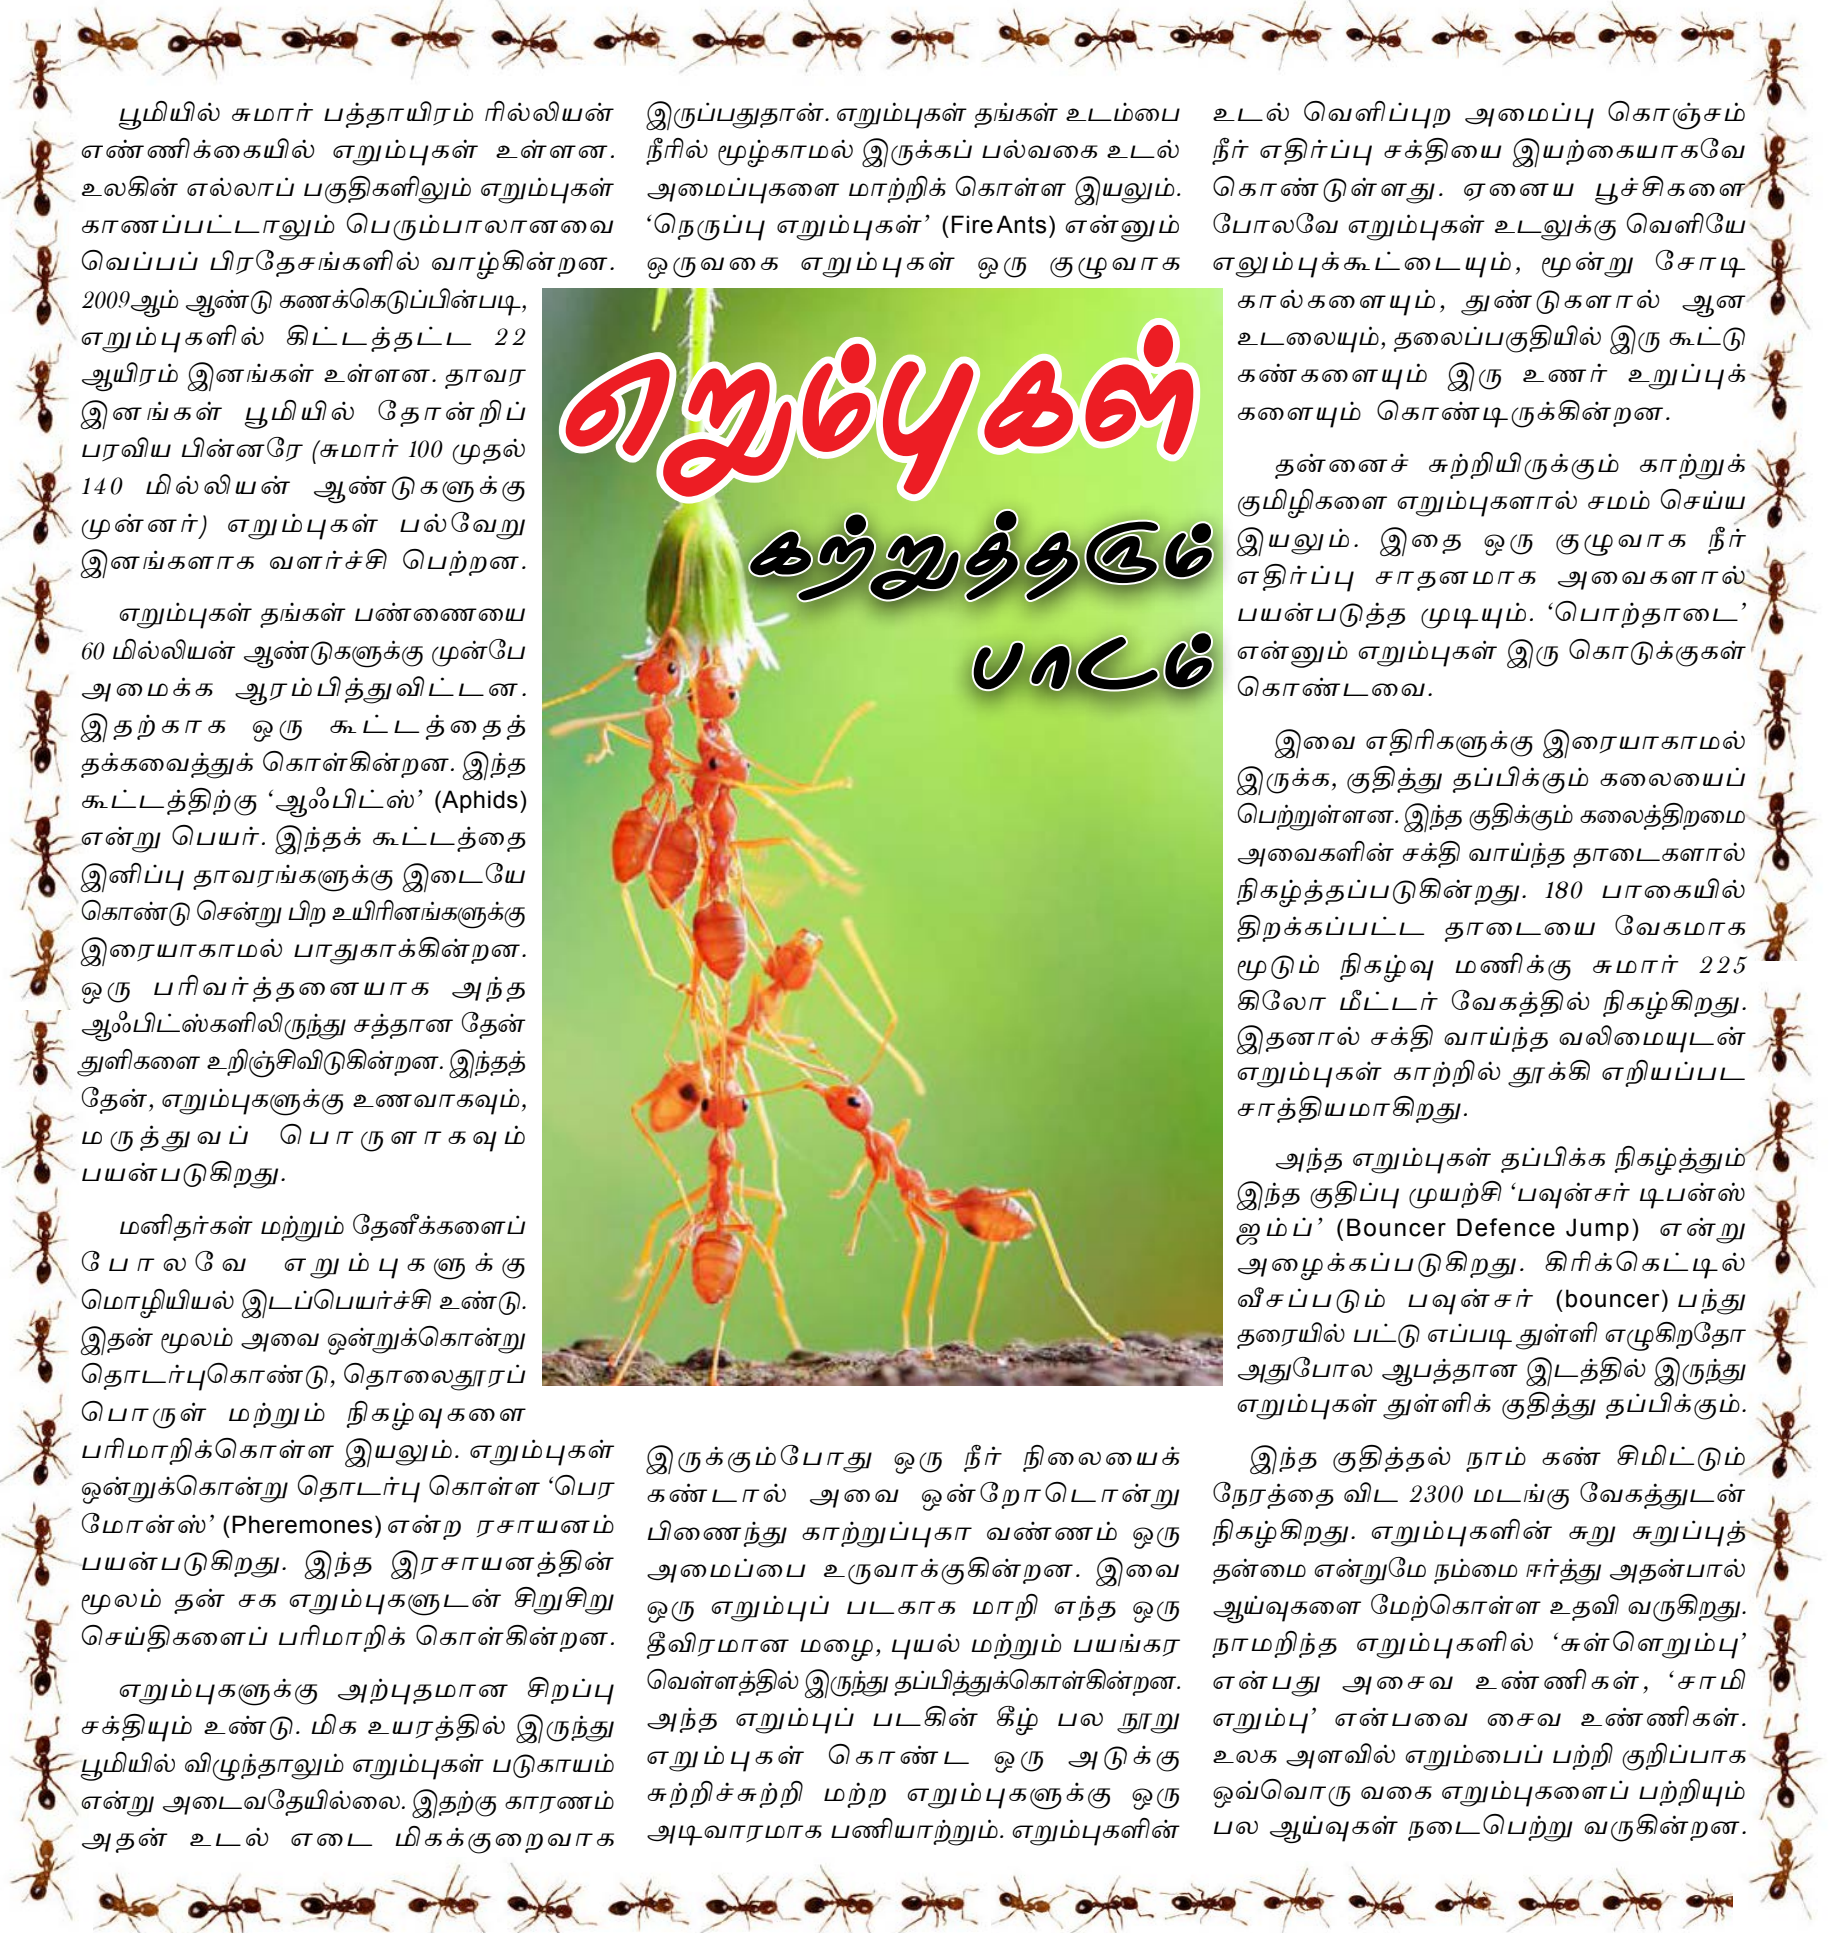 எறும்புகள்
கற்றுத்தரும்
பாடம்
பூமியில் சுமார் பத்தாயிரம் ரில்லியன்
எண்ணிக்கையில் எறும்புகள் உள்ளன.
உலகின் எல்லாப் பகுதிகளிலும் எறும்புகள்
காணப்பட்டாலும் பெரும்பாலானவை
வெப்பப் பிரதேசங்களில் வாழ்கின்றன.
2009ஆம் ஆண்டு கணக்கெடுப்பின்படி,
எறும்புகளில் கிட்டத்தட்ட 22
ஆயிரம் இனங்கள் உள்ளன. தாவர
இனங்கள் பூமியில் தோன்றிப்
பரவிய பின்னரே (சுமார் 100 முதல்
140 மில்லியன் ஆண்டுகளுக்கு
முன்னர்) எறும்புகள் பல்வேறு
இனங்களாக வளர்ச்சி பெற்றன.
எறும்புகள் தங்கள் பண்ணையை
60 மில்லியன் ஆண்டுகளுக்கு முன்பே
அமைக்க ஆரம்பித்துவிட்டன.
இதற்காக ஒரு கூட்டத்தைத்
தக்கவைத்துக் கொள்கின்றன. இந்த
கூட்டத்திற்கு ‘ஆஃபிட்ஸ்’ (Aphids)
என்று பெயர். இந்தக் கூட்டத்தை
இனிப்பு தாவரங்களுக்கு இடையே
கொண்டு சென்று பிற உயிரினங்களுக்கு
இரையாகாமல் பாதுகாக்கின்றன.
ஒரு பரிவர்த்தனையாக அந்த
ஆஃபிட்ஸ்களிலிருந்து சத்தான தேன்
துளிகளை உறிஞ்சிவிடுகின்றன. இந்தத்
தேன், எறும்புகளுக்கு உணவாகவும்,
மருத்துவப் பொருளாகவும்
பயன்படுகிறது.
மனிதர்கள் மற்றும் தேனீக்களைப்
போலவே எறும்புகளுக்கு
மொழியியல் இடப்பெயர்ச்சி உண்டு.
இதன் மூலம் அவை ஒன்றுக்கொன்று
தொடர்புகொண்டு, தொலைதூரப்
பொருள் மற்றும் நிகழ்வுகளை
பரிமாறிக்கொள்ள இயலும். எறும்புகள்
ஒன்றுக்கொன்று தொடர்பு கொள்ள ‘பெர
மோன்ஸ்’ (Pheremones) என்ற ரசாயனம்
பயன்படுகிறது. இந்த இரசாயனத்தின்
மூலம் தன் சக எறும்புகளுடன் சிறுசிறு
செய்திகளைப் பரிமாறிக் கொள்கின்றன.
எறும்புகளுக்கு அற்புதமான சிறப்பு
சக்தியும் உண்டு. மிக உயரத்தில் இருந்து
பூமியில் விழுந்தாலும் எறும்புகள் படுகாயம்
என்று அடைவதேயில்லை. இதற்கு காரணம்
அதன் உடல் எடை மிகக்குறைவாக
இருப்பதுதான். எறும்புகள் தங்கள் உடம்பை
நீரில் மூழ்காமல் இருக்கப் பல்வகை உடல்
அமைப்புகளை மாற்றிக் கொள்ள இயலும்.
‘நெருப்பு எறும்புகள்’ (Fire Ants) என்னும்
ஒருவகை எறும்புகள் ஒரு குழுவாக
இருக்கும்போது ஒரு நீர் நிலையைக்
கண்டால் அவை ஒன்றோடொன்று
பிணைந்து காற்றுப்புகா வண்ணம் ஒரு
அமைப்பை உருவாக்குகின்றன. இவை
ஒரு எறும்புப் படகாக மாறி எந்த ஒரு
தீவிரமான மழை, புயல் மற்றும் பயங்கர
வெள்ளத்தில் இருந்து தப்பித்துக்கொள்கின்றன.
அந்த எறும்புப் படகின் கீழ் பல நூறு
எறும்புகள் கொண்ட ஒரு அடுக்கு
சுற்றிச்சுற்றி மற்ற எறும்புகளுக்கு ஒரு
அடிவாரமாக பணியாற்றும். எறும்புகளின்
உடல் வெளிப்புற அமைப்பு கொஞ்சம்
நீர் எதிர்ப்பு சக்தியை இயற்கையாகவே
கொண்டுள்ளது. ஏனைய பூச்சிகளை
போலவே எறும்புகள் உடலுக்கு வெளியே
எலும்புக்கூட்டையும், மூன்று சோடி
கால்களையும், துண்டுகளால் ஆன
உடலையும், தலைப்பகுதியில் இரு கூட்டு
கண்களையும் இரு உணர் உறுப்புக்
களையும் கொண்டிருக்கின்றன.
தன்னைச் சுற்றியிருக்கும் காற்றுக்
குமிழிகளை எறும்புகளால் சமம் செய்ய
இயலும். இதை ஒரு குழுவாக நீர்
எதிர்ப்பு சாதனமாக அவைகளால்
பயன்படுத்த முடியும். ‘பொற்தாடை’
என்னும் எறும்புகள் இரு கொடுக்குகள்
கொண்டவை.
இவை எதிரிகளுக்கு இரையாகாமல்
இருக்க, குதித்து தப்பிக்கும் கலையைப்
பெற்றுள்ளன. இந்த குதிக்கும் கலைத்திறமை
அவைகளின் சக்தி வாய்ந்த தாடைகளால்
நிகழ்த்தப்படுகின்றது. 180 பாகையில்
திறக்கப்பட்ட தாடையை வேகமாக
மூடும் நிகழ்வு மணிக்கு சுமார் 225
கிலோ மீட்டர் வேகத்தில் நிகழ்கிறது.
இதனால் சக்தி வாய்ந்த வலிமையுடன்
எறும்புகள் காற்றில் தூக்கி எறியப்பட
சாத்தியமாகிறது.
அந்த எறும்புகள் தப்பிக்க நிகழ்த்தும்
இந்த குதிப்பு முயற்சி ‘பவுன்சர் டிபன்ஸ்
ஜம்ப்’ (Bouncer Defence Jump) என்று
அழைக்கப்படுகிறது. கிரிக்கெட்டில்
வீசப்படும் பவுன்சர் (bouncer) பந்து
தரையில் பட்டு எப்படி துள்ளி எழுகிறதோ
அதுபோல ஆபத்தான இடத்தில் இருந்து
எறும்புகள் துள்ளிக் குதித்து தப்பிக்கும்.
இந்த குதித்தல் நாம் கண் சிமிட்டும்
நேரத்தை விட 2300 மடங்கு வேகத்துடன்
நிகழ்கிறது. எறும்புகளின் சுறு சுறுப்புத்
தன்மை என்றுமே நம்மை ஈர்த்து அதன்பால்
ஆய்வுகளை மேற்கொள்ள உதவி வருகிறது.
நாமறிந்த எறும்புகளில் ‘சுள்ளெறும்பு’
என்பது அசைவ உண்ணிகள், ‘சாமி
எறும்பு’ என்பவை சைவ உண்ணிகள்.
உலக அளவில் எறும்பைப் பற்றி குறிப்பாக
ஒவ்வொரு வகை எறும்புகளைப் பற்றியும்
பல ஆய்வுகள் நடைபெற்று வருகின்றன.